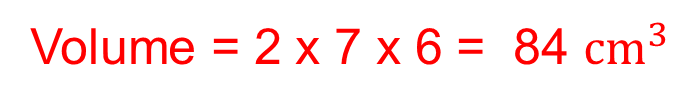 Volume = 2 x 7 x 6 = 84 cm³